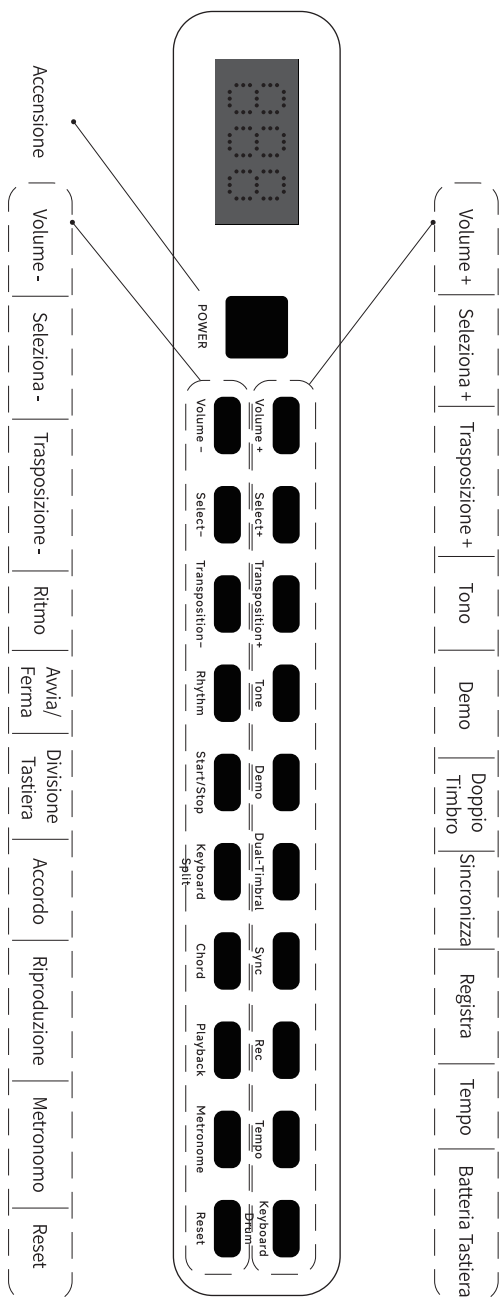 Volume +
Seleziona +
Trasposizione +
Tono
Demo
Doppio
Timbro
Sincronizza
Registra
Tempo
Batteria Tastiera
POWER
Volume +
Select+
Transposition+
Tone
Demo
Dual-Timbral
Sync
Rec
Tempo
Keyboard
Drum
Volume –
Select–
Transposition–
Rhythm
Start/Stop
Keyboard
Split
Chord
Playback
Metronome
Reset
Accensione
Volume -
Seleziona -
Trasposizione -
Ritmo
Avvia/
Ferma
Divisione
Tastiera
Accordo
Riproduzione
Metronomo
Reset